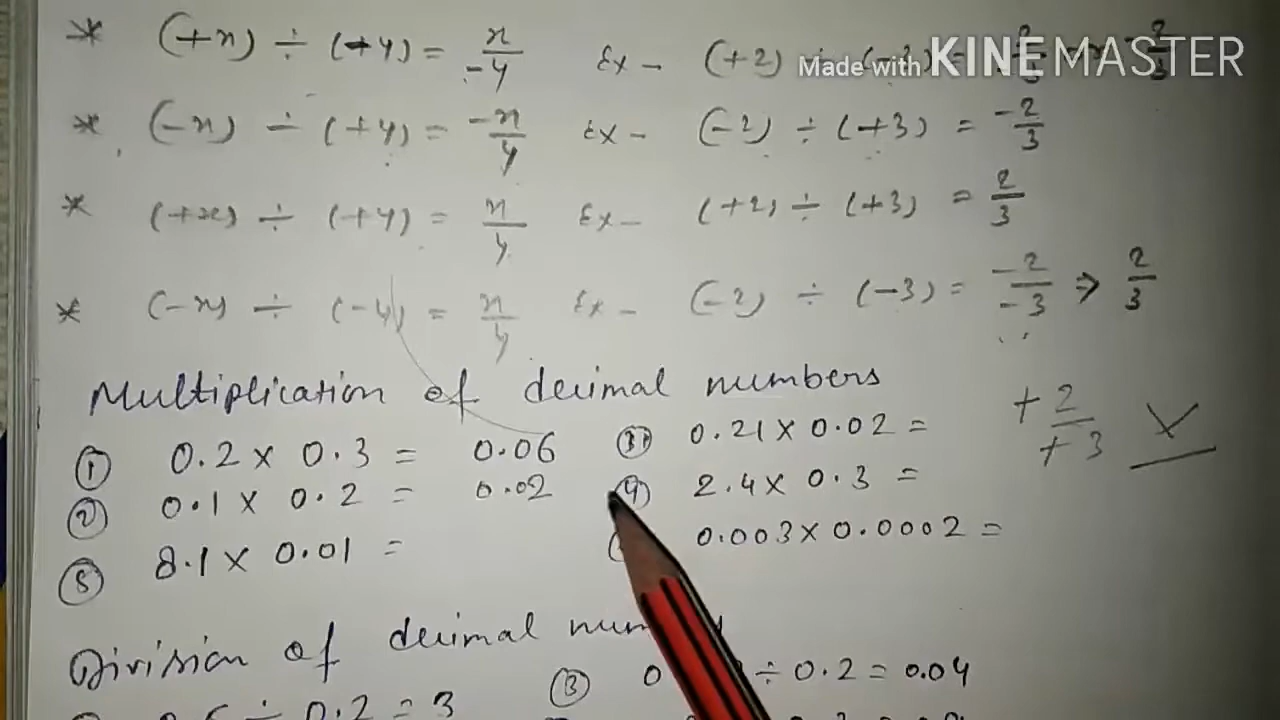 * (+x) ÷ (-y) = x/-y Ex - (+2) ÷ (-3) =
Made with KINEMASTER
* (-x) ÷ (+y) = -x/y Ex - (-2) ÷ (+3) = -2/3
* (+x) ÷ (+y) = x/y Ex - (+2) ÷ (+3) = 2/3
* (-x) ÷ (-y) = x/y Ex - (-2) ÷ (-3) = -2/-3 ⇒ 2/3
Multiplication of decimal numbers
① 0.2 x 0.3 = 0.06
② 0.1 x 0.2 = 0.02
⑤ 8.1 x 0.01 =
0.21 x 0.02 =
④ 2.4 x 0.3 =
0.003 x 0.0002 =
+2/+3
Division of decimal num
÷ 0.2 = 3
③ 0 ÷ 0.2 = 0.04